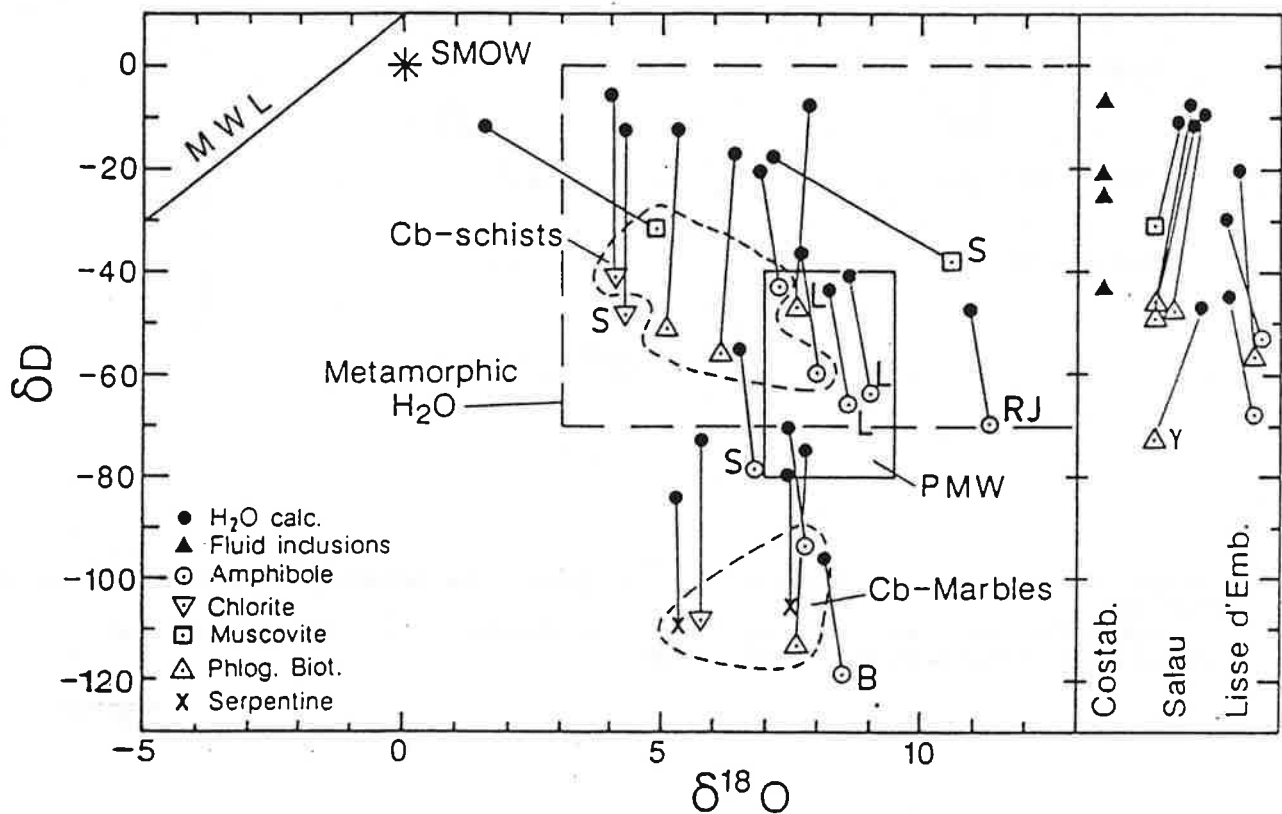 SMOW
MWL
0
-20
-40
-60
-80
-100
-120
δD
Cb-schists
S
S
L
L
L
Metamorphic
H₂O
RJ
S
PMW
Y
H₂O calc.
Fluid inclusions
Amphibole
Chlorite
Muscovite
Phlog. Biot.
Serpentine
Cb-Marbles
B
Costab.
Salau
Lisse d'Emb.
-5
0
5
10
δ¹⁸O